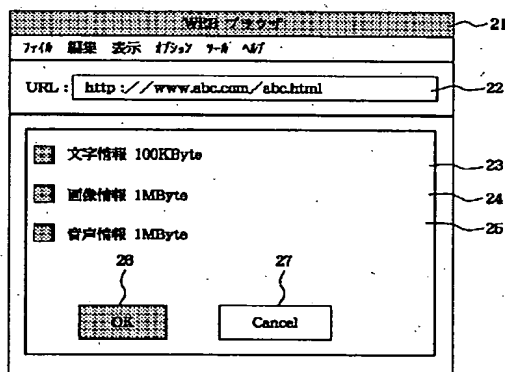 WEB ブラウザ
21
ファイル 編集 表示 オプション ツール ヘルプ
URL : http://www.abc.com/abc.html
22
文字情報 100KByte
23
画像情報 1MByte
24
音声情報 1MByte
25
26
27
OK
Cancel